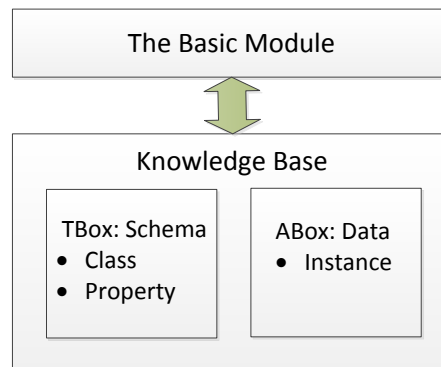 The Basic Module
Knowledge Base
TBox: Schema
• Class
• Property
ABox: Data
• Instance